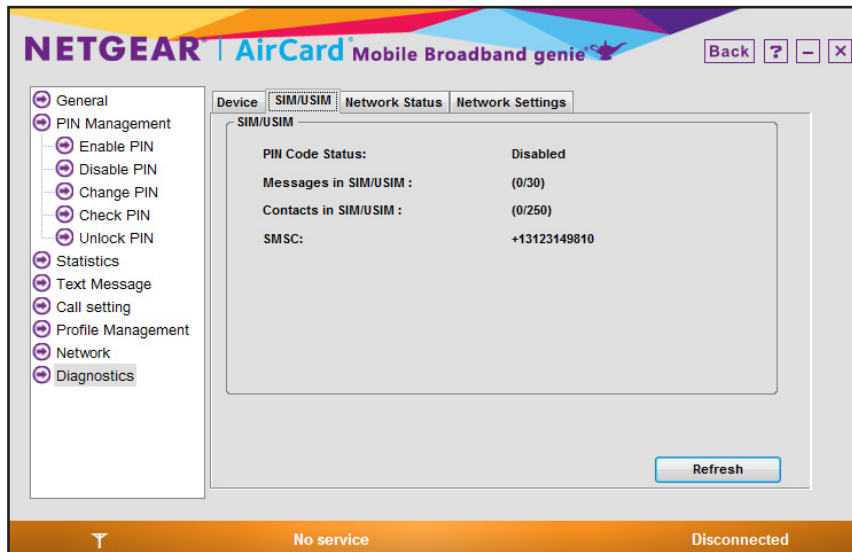 NETGEAR® | AirCard® Mobile Broadband genie® Back ? – X
General
PIN Management
Enable PIN
Disable PIN
Change PIN
Check PIN
Unlock PIN
Statistics
Text Message
Call setting
Profile Management
Network
Diagnostics
Device SIM/USIM Network Status Network Settings
SIM/USIM
PIN Code Status: Disabled
Messages in SIM/USIM : (0/30)
Contacts in SIM/USIM : (0/250)
SMSC: +13123149810
Refresh
No service Disconnected